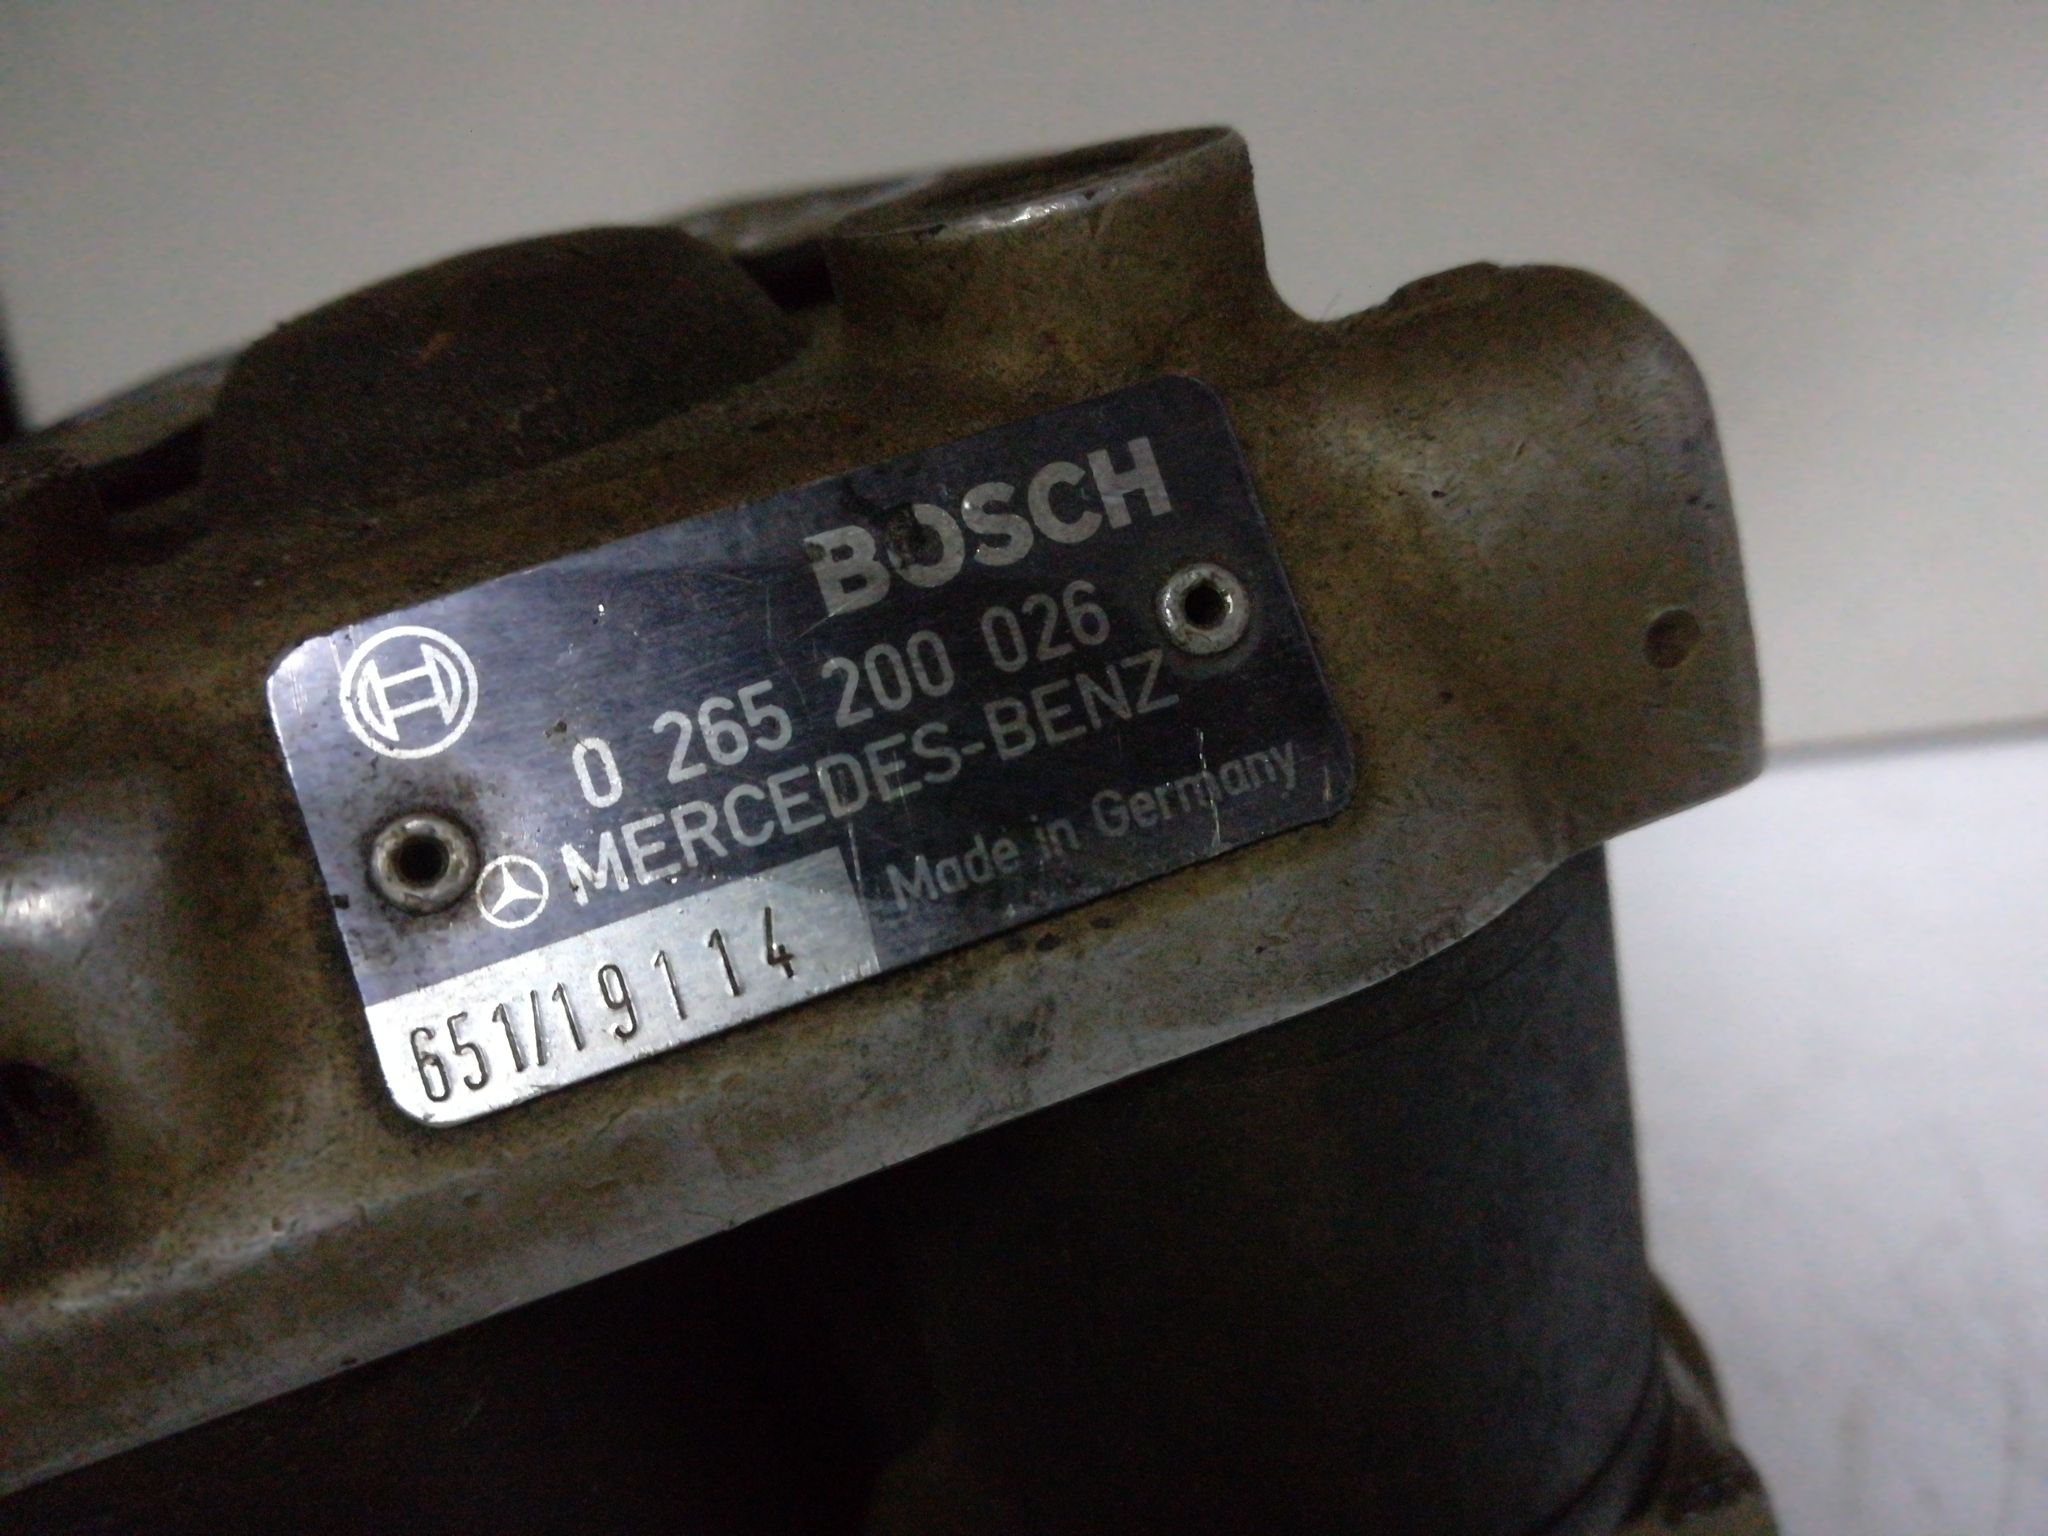 BOSCH
0 265 200 026
MERCEDES-BENZ
Made in Germany
651/19114